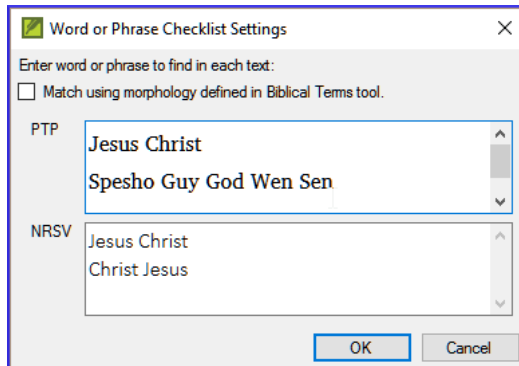 Word or Phrase Checklist Settings
Enter word or phrase to find in each text:
Match using morphology defined in Biblical Terms tool.
PTP
Jesus Christ
Spesho Guy God Wen Sen
NRSV
Jesus Christ
Christ Jesus
OK Cancel